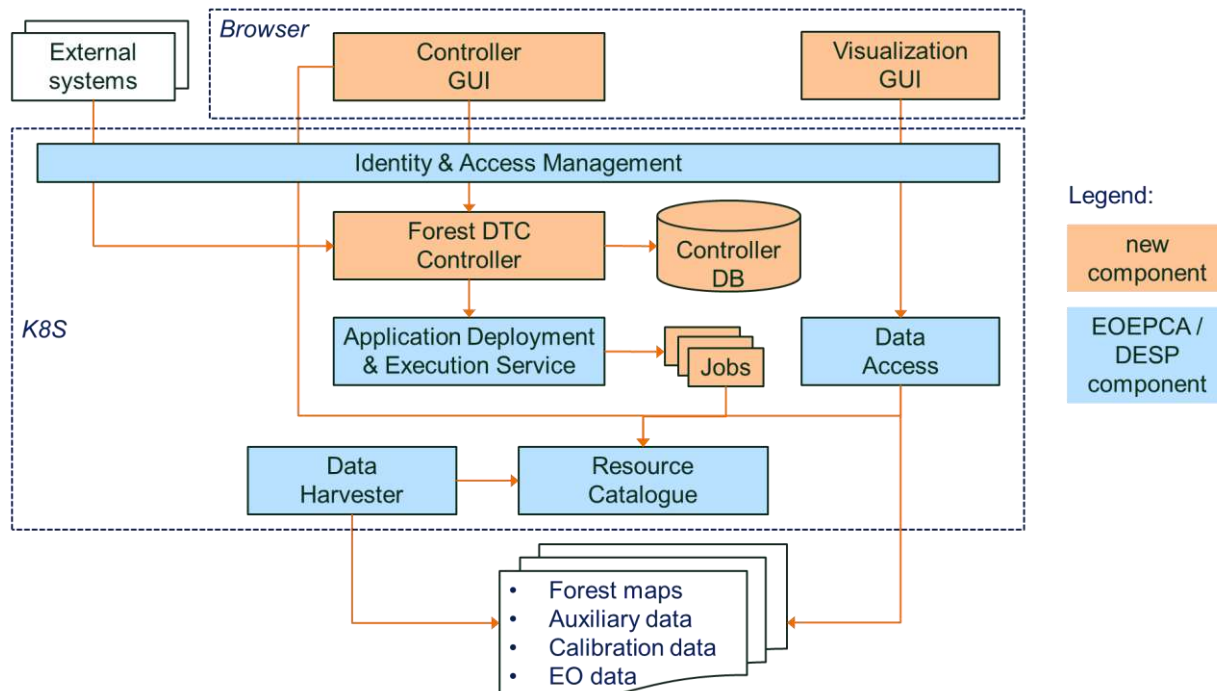 Browser
External
systems
Controller
GUI
Visualization
GUI
Identity & Access Management
Legend:
new
component
EOEPCA /
DESP
component
Forest DTC
Controller
Controller
DB
K8S
Application Deployment
& Execution Service
Jobs
Data
Access
Data
Harvester
Resource
Catalogue
• Forest maps
• Auxiliary data
• Calibration data
• EO data